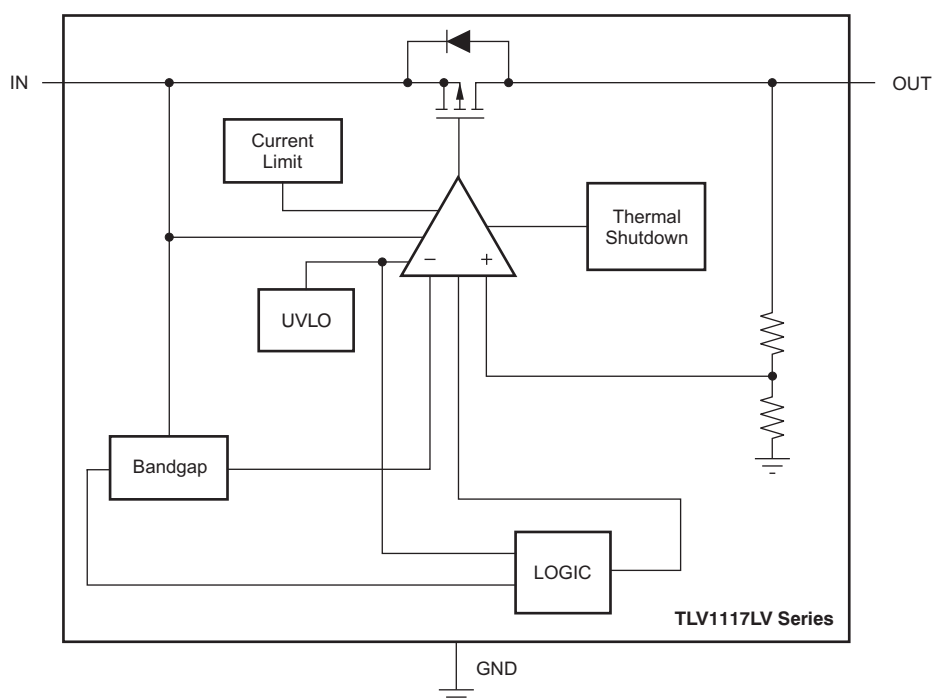 IN
OUT
Current
Limit
Thermal
Shutdown
− +
UVLO
Bandgap
LOGIC
TLV1117LV Series
GND